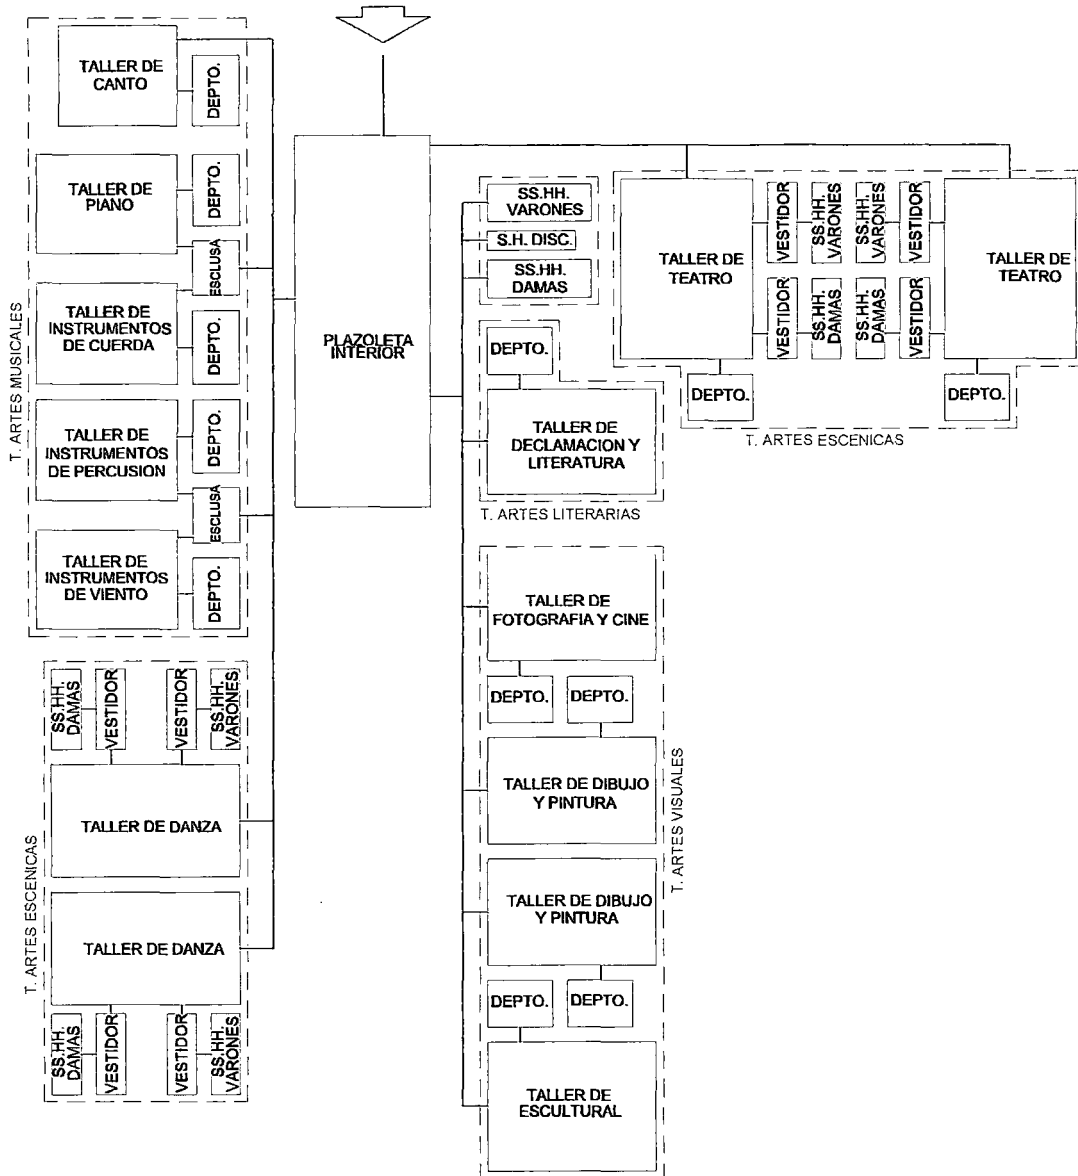 T. ARTES MUSICALES
TALLER DE
CANTO
DEPTO.
TALLER DE
PIANO
DEPTO.
ESCLUSA
TALLER DE
INSTRUMENTOS
DE CUERDA
DEPTO.
TALLER DE
INSTRUMENTOS
DE PERCUSION
DEPTO.
ESCLUSA
TALLER DE
INSTRUMENTOS
DE VIENTO
DEPTO.
T. ARTES ESCENICAS
SS.HH.
DAMAS
VESTIDOR
VESTIDOR
SS.HH.
VARONES
TALLER DE DANZA
TALLER DE DANZA
SS.HH.
DAMAS
VESTIDOR
VESTIDOR
SS.HH.
VARONES
PLAZOLETA
INTERIOR
SS.HH.
VARONES
S.H. DISC.
SS.HH.
DAMAS
DEPTO.
TALLER DE
DECLAMACION Y
LITERATURA
T. ARTES LITERARIAS
TALLER DE
TEATRO
VESTIDOR
SS.HH.
VARONES
SS.HH.
VARONES
VESTIDOR
VESTIDOR
SS.HH.
DAMAS
SS.HH.
DAMAS
VESTIDOR
TALLER DE
TEATRO
DEPTO.
DEPTO.
T. ARTES ESCENICAS
TALLER DE
FOTOGRAFIA Y CINE
DEPTO.
DEPTO.
TALLER DE DIBUJO
Y PINTURA
T. ARTES VISUALES
TALLER DE DIBUJO
Y PINTURA
DEPTO.
DEPTO.
TALLER DE
ESCULTURAL